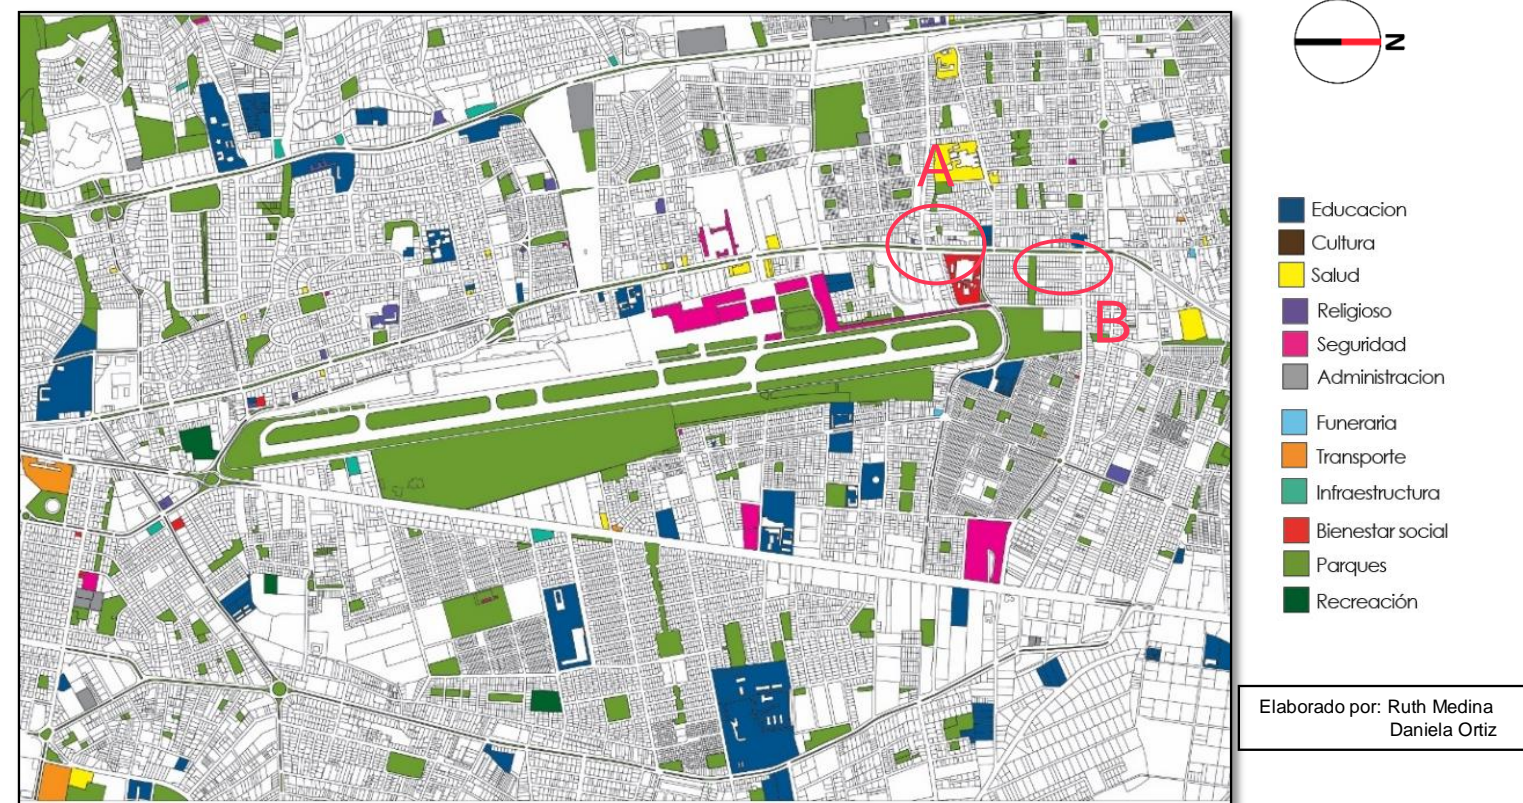 N
A
B
Educacion
Cultura
Salud
Religioso
Seguridad
Administracion
Funeraria
Transporte
Infraestructura
Bienestar social
Parques
Recreación
Elaborado por: Ruth Medina
Daniela Ortiz